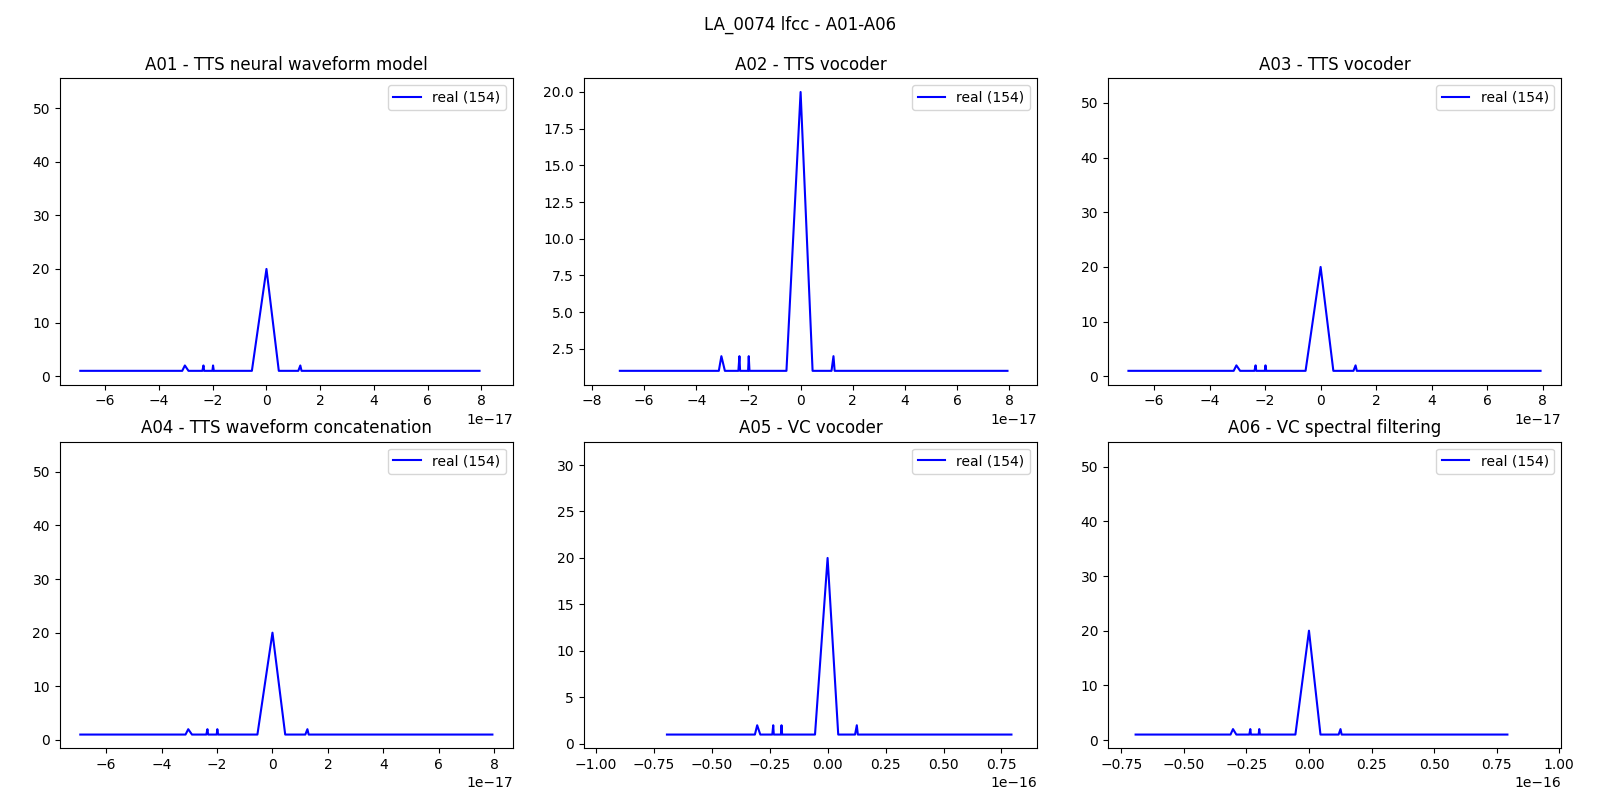 LA_0074 lfcc - A01-A06
A01 - TTS neural waveform model
real (154)
50
40
30
20
10
0
−6 −4 −2 0 2 4 6 8
1e−17
A02 - TTS vocoder
real (154)
20.0
17.5
15.0
12.5
10.0
7.5
5.0
2.5
−8 −6 −4 −2 0 2 4 6 8
1e−17
A03 - TTS vocoder
real (154)
50
40
30
20
10
0
−6 −4 −2 0 2 4 6 8
1e−17
A04 - TTS waveform concatenation
real (154)
50
40
30
20
10
0
−6 −4 −2 0 2 4 6 8
1e−17
A05 - VC vocoder
real (154)
30
25
20
15
10
5
0
−1.00 −0.75 −0.50 −0.25 0.00 0.25 0.50 0.75
1e−16
A06 - VC spectral filtering
real (154)
50
40
30
20
10
0
−0.75 −0.50 −0.25 0.00 0.25 0.50 0.75 1.00
1e−16